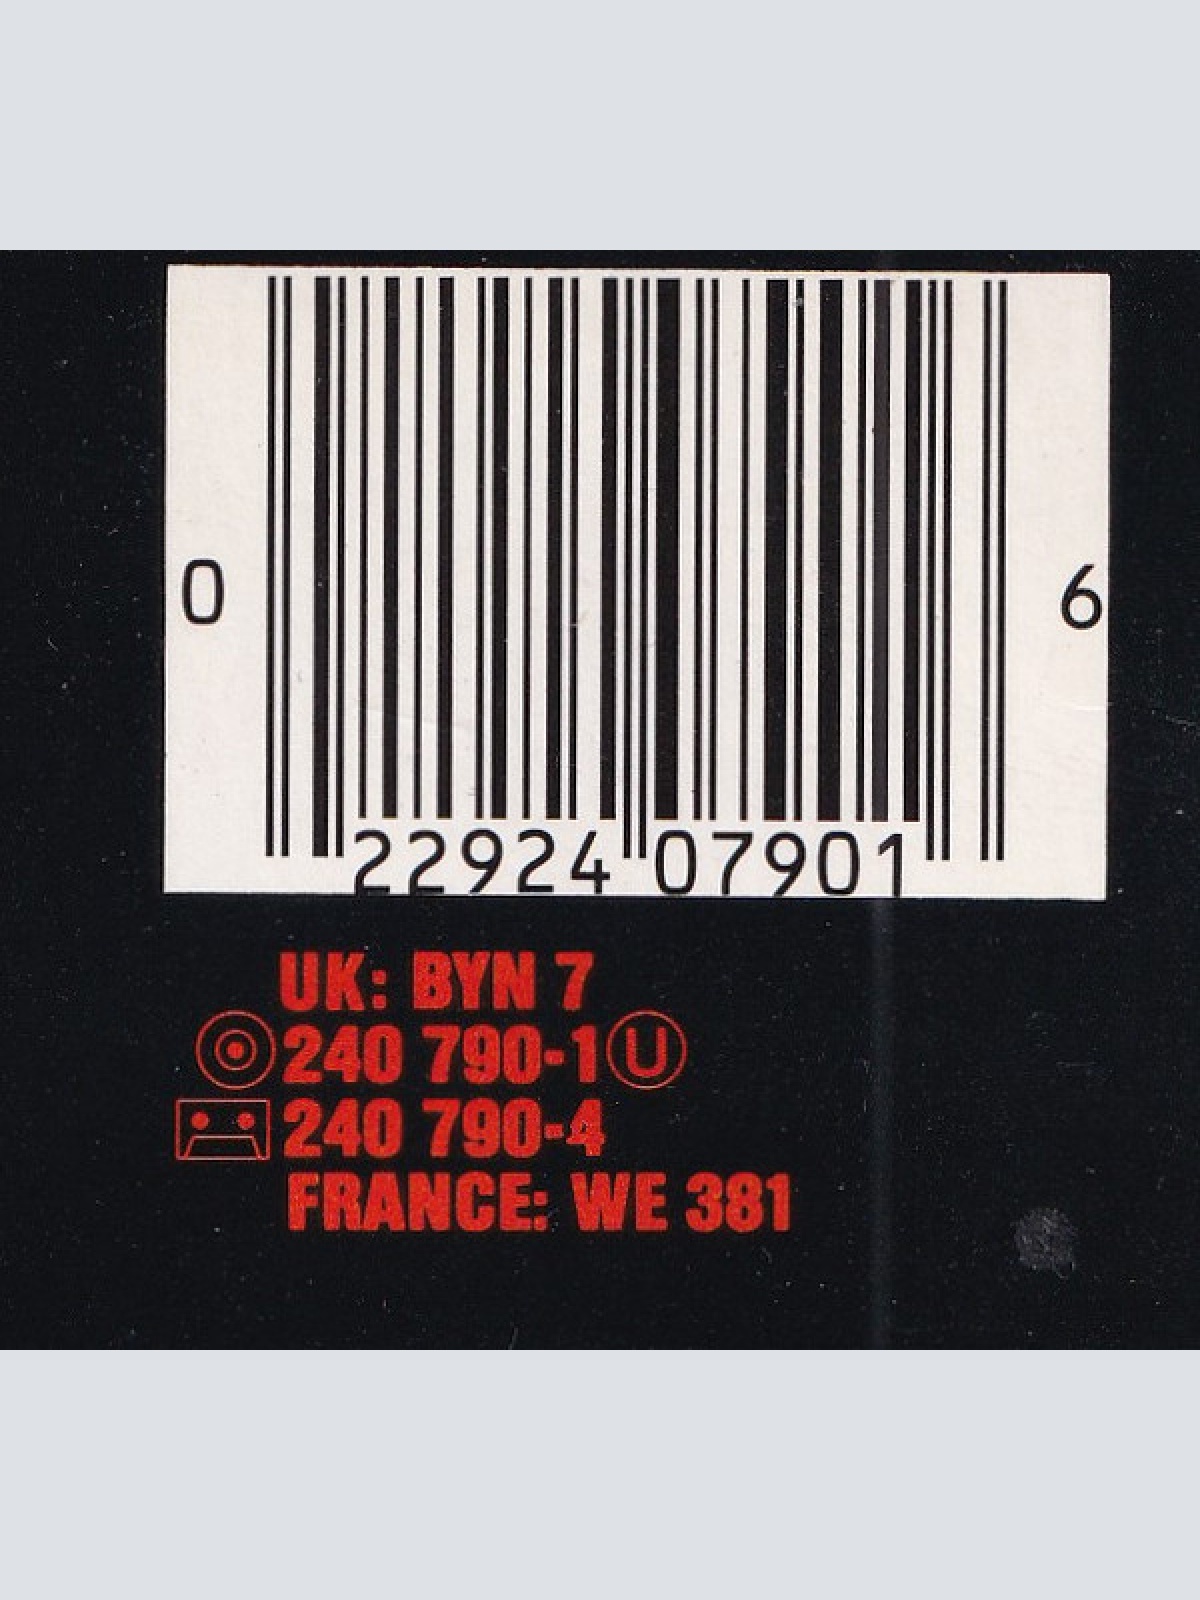 0 22924 07901 6
UK: BYN 7
240 790-1 U
240 790-4
FRANCE: WE 381